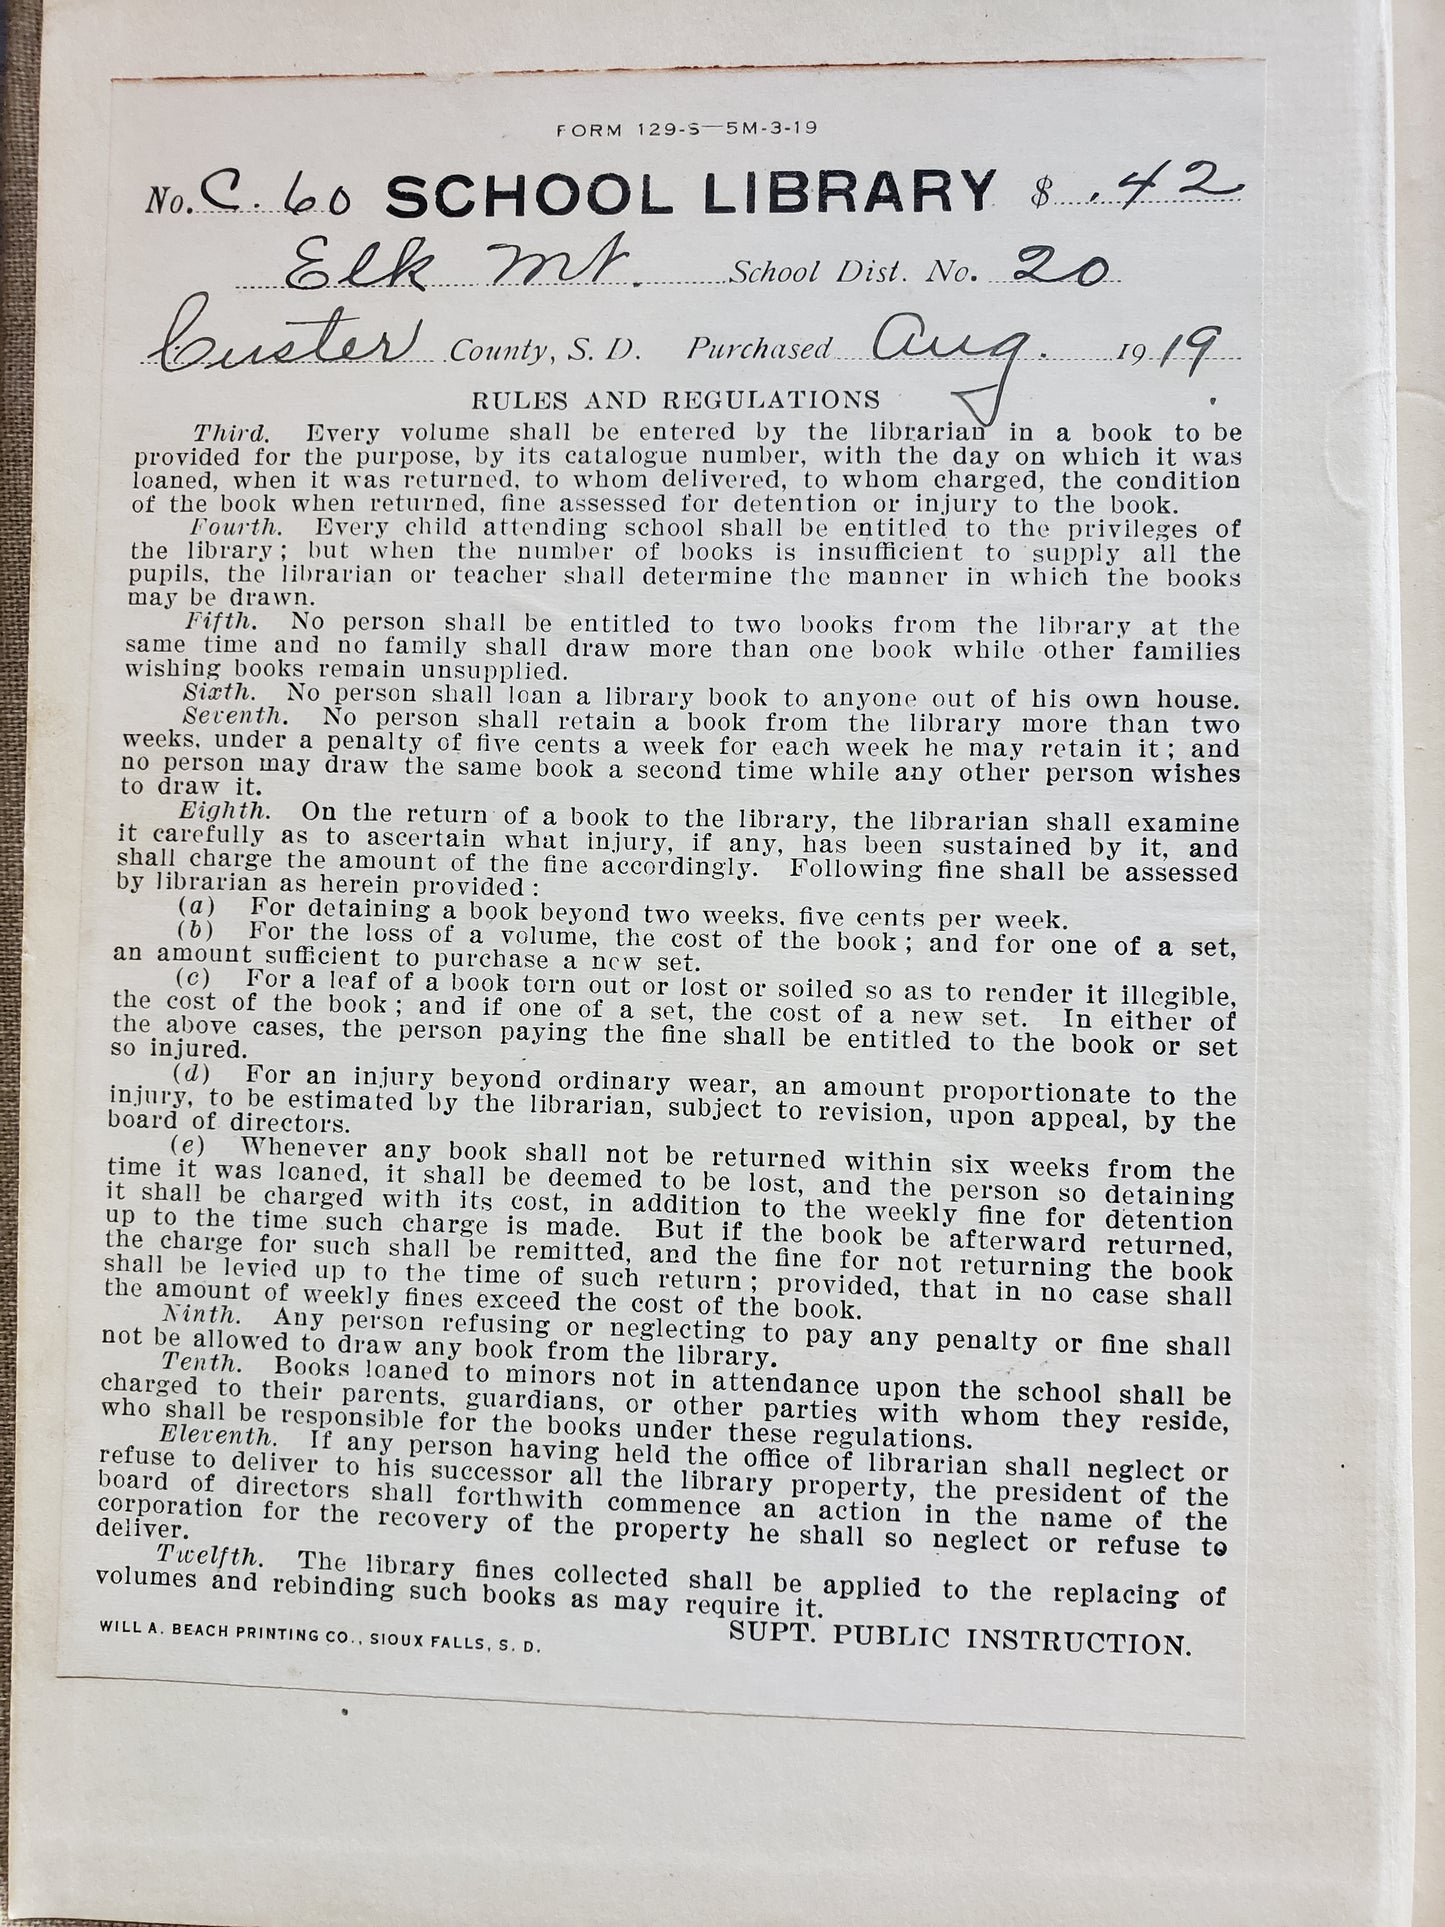 FORM 129-S—5M-3-19
No. C. 60 SCHOOL LIBRARY $ .42
Elk Mt. School Dist. No. 20
Custer County, S. D. Purchased Aug. 1919
RULES AND REGULATIONS
Third. Every volume shall be entered by the librarian in a book to be
provided for the purpose, by its catalogue number, with the day on which it was
loaned, when it was returned, to whom delivered, to whom charged, the condition
of the book when returned, fine assessed for detention or injury to the book.
Fourth. Every child attending school shall be entitled to the privileges of
the library; but when the number of books is insufficient to supply all the
pupils, the librarian or teacher shall determine the manner in which the books
may be drawn.
Fifth. No person shall be entitled to two books from the library at the
same time and no family shall draw more than one book while other families
wishing books remain unsupplied.
Sixth. No person shall loan a library book to anyone out of his own house.
Seventh. No person shall retain a book from the library more than two
weeks, under a penalty of five cents a week for each week he may retain it; and
no person may draw the same book a second time while any other person wishes
to draw it.
Eighth. On the return of a book to the library, the librarian shall examine
it carefully as to ascertain what injury, if any, has been sustained by it, and
shall charge the amount of the fine accordingly. Following fine shall be assessed
by librarian as herein provided:
(a) For detaining a book beyond two weeks, five cents per week.
(b) For the loss of a volume, the cost of the book; and for one of a set,
an amount sufficient to purchase a new set.
(c) For a leaf of a book torn out or lost or soiled so as to render it illegible,
the cost of the book; and if one of a set, the cost of a new set. In either of
the above cases, the person paying the fine shall be entitled to the book or set
so injured.
(d) For an injury beyond ordinary wear, an amount proportionate to the
injury, to be estimated by the librarian, subject to revision, upon appeal, by the
board of directors.
(e) Whenever any book shall not be returned within six weeks from the
time it was loaned, it shall be deemed to be lost, and the person so detaining
it shall be charged with its cost, in addition to the weekly fine for detention
up to the time such charge is made. But if the book be afterward returned,
the charge for such shall be remitted, and the fine for not returning the book
shall be levied up to the time of such return; provided, that in no case shall
the amount of weekly fines exceed the cost of the book.
Ninth. Any person refusing or neglecting to pay any penalty or fine shall
not be allowed to draw any book from the library.
Tenth. Books loaned to minors not in attendance upon the school shall be
charged to their parents, guardians, or other parties with whom they reside,
who shall be responsible for the books under these regulations.
Eleventh. If any person having held the office of librarian shall neglect or
refuse to deliver to his successor all the library property, the president of the
board of directors shall forthwith commence an action in the name of the
corporation for the recovery of the property he shall so neglect or refuse to
deliver.
Twelfth. The library fines collected shall be applied to the replacing of
volumes and rebinding such books as may require it.
WILL A. BEACH PRINTING CO., SIOUX FALLS, S. D. SUPT. PUBLIC INSTRUCTION.